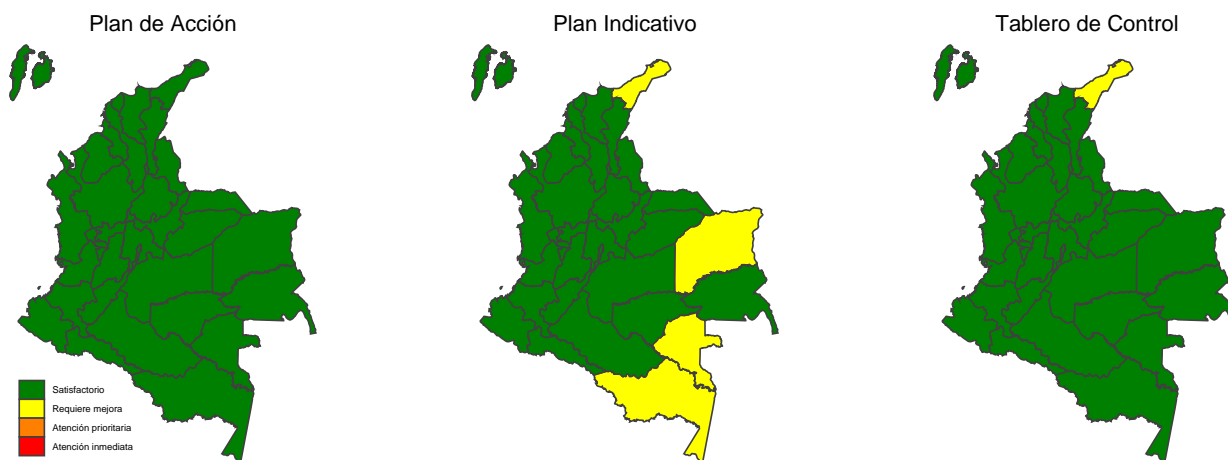 Plan de Acción
Plan Indicativo
Tablero de Control
Satisfactorio
Requiere mejora
Atención prioritaria
Atención inmediata